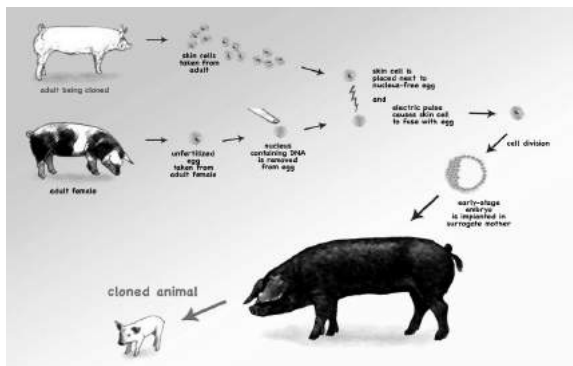 adult being cloned
skin cells
taken from
adult
skin cell is
placed next to
nucleus-free egg
and
electric pulse
causes skin cell
to fuse with egg
adult female
unfertilized
egg
taken from
adult female
nucleus
containing DNA
is removed
from egg
cell division
early-stage
embryo
is implanted in
surrogate mother
cloned animal